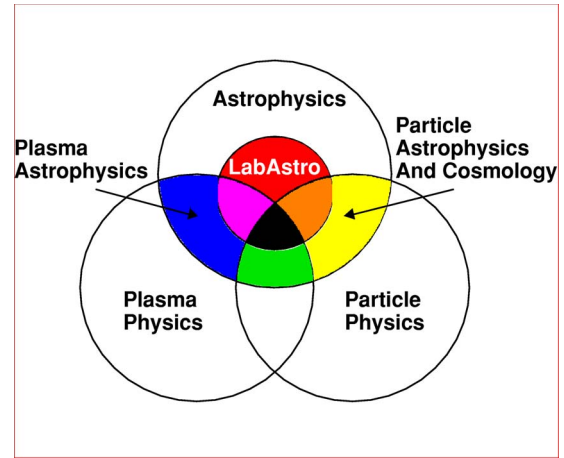 Astrophysics
Plasma
Astrophysics
LabAstro
Particle
Astrophysics
And Cosmology
Plasma
Physics
Particle
Physics